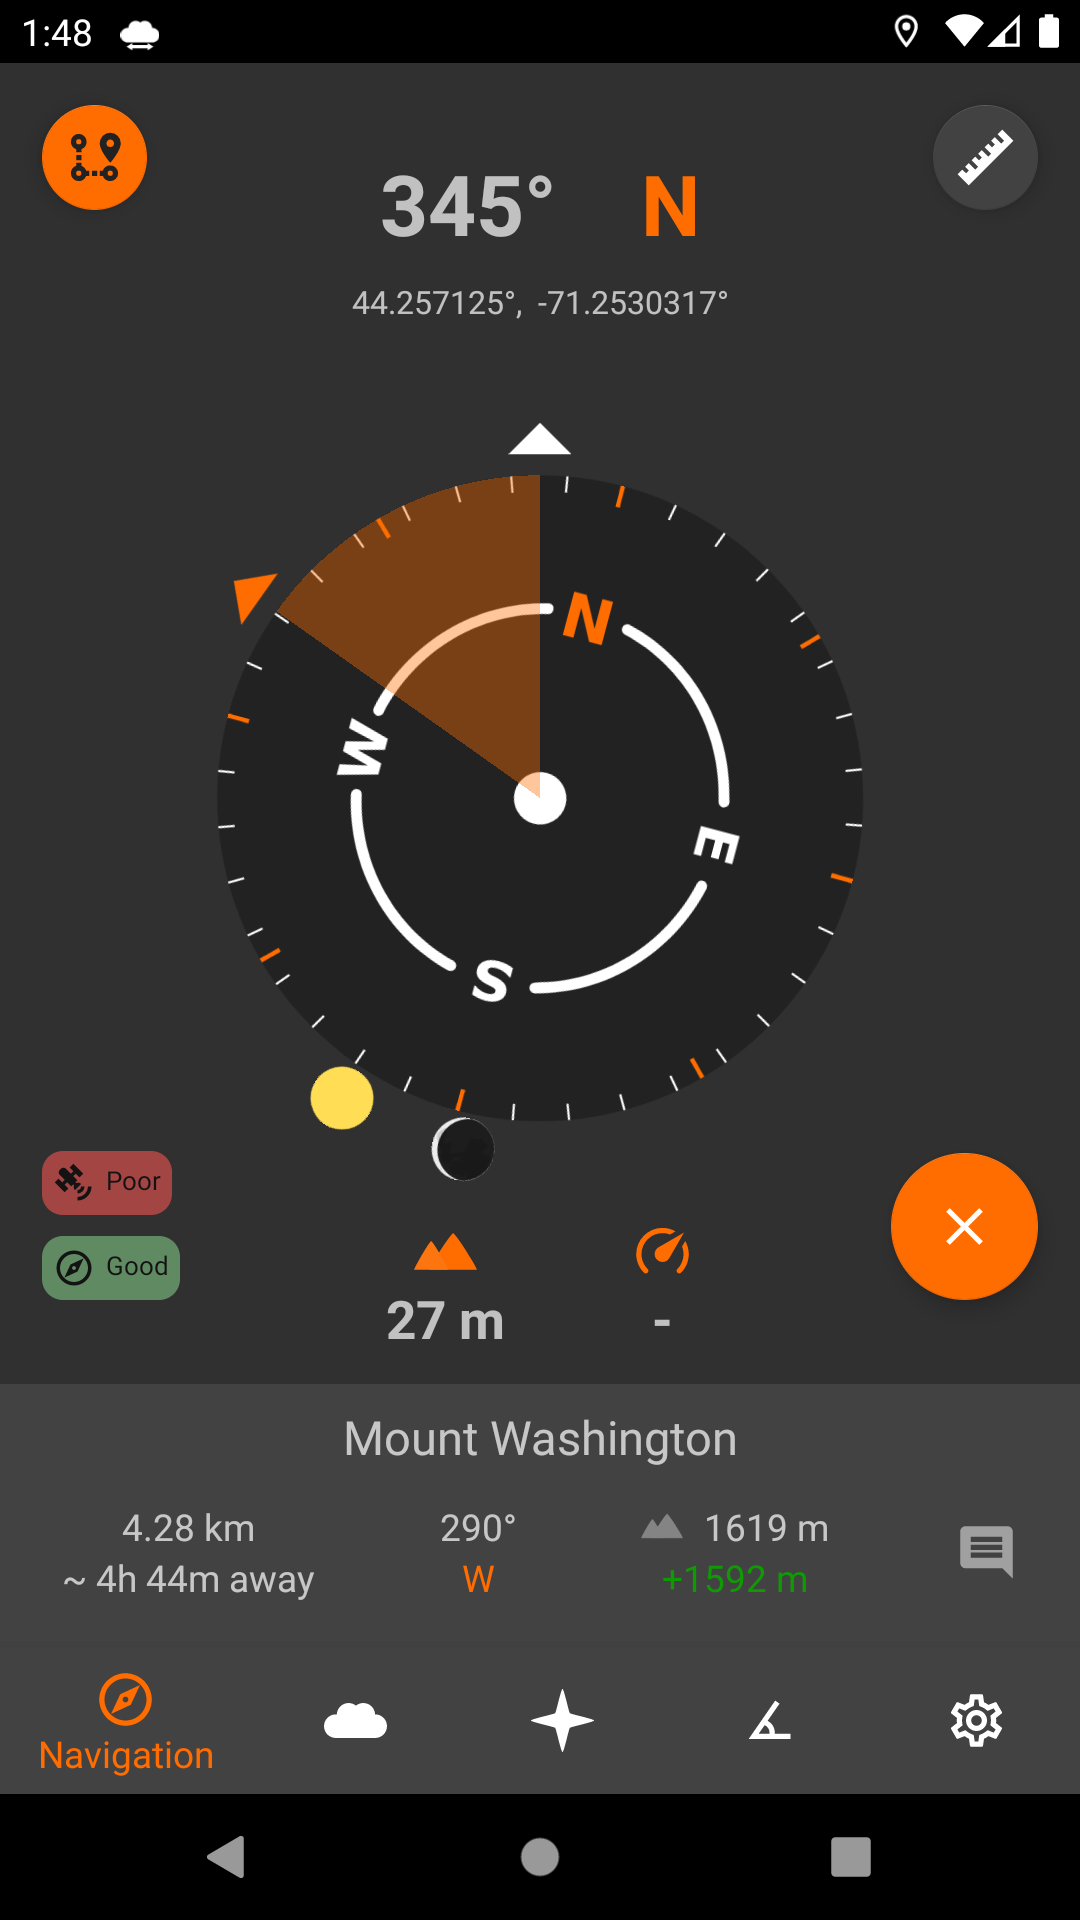 1:48
345° N
44.257125°, -71.2530317°
N
W
E
S
Poor
Good
27 m
-
Mount Washington
4.28 km
290°
1619 m
~ 4h 44m away
W
+1592 m
Navigation